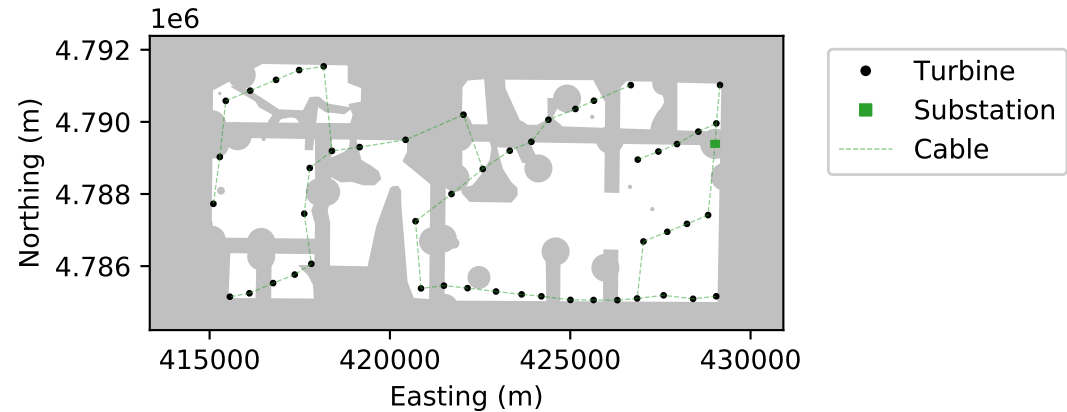 1e6
4.792
4.790
4.788
4.786
Northing (m)
415000 420000 425000 430000
Easting (m)
Turbine
Substation
Cable